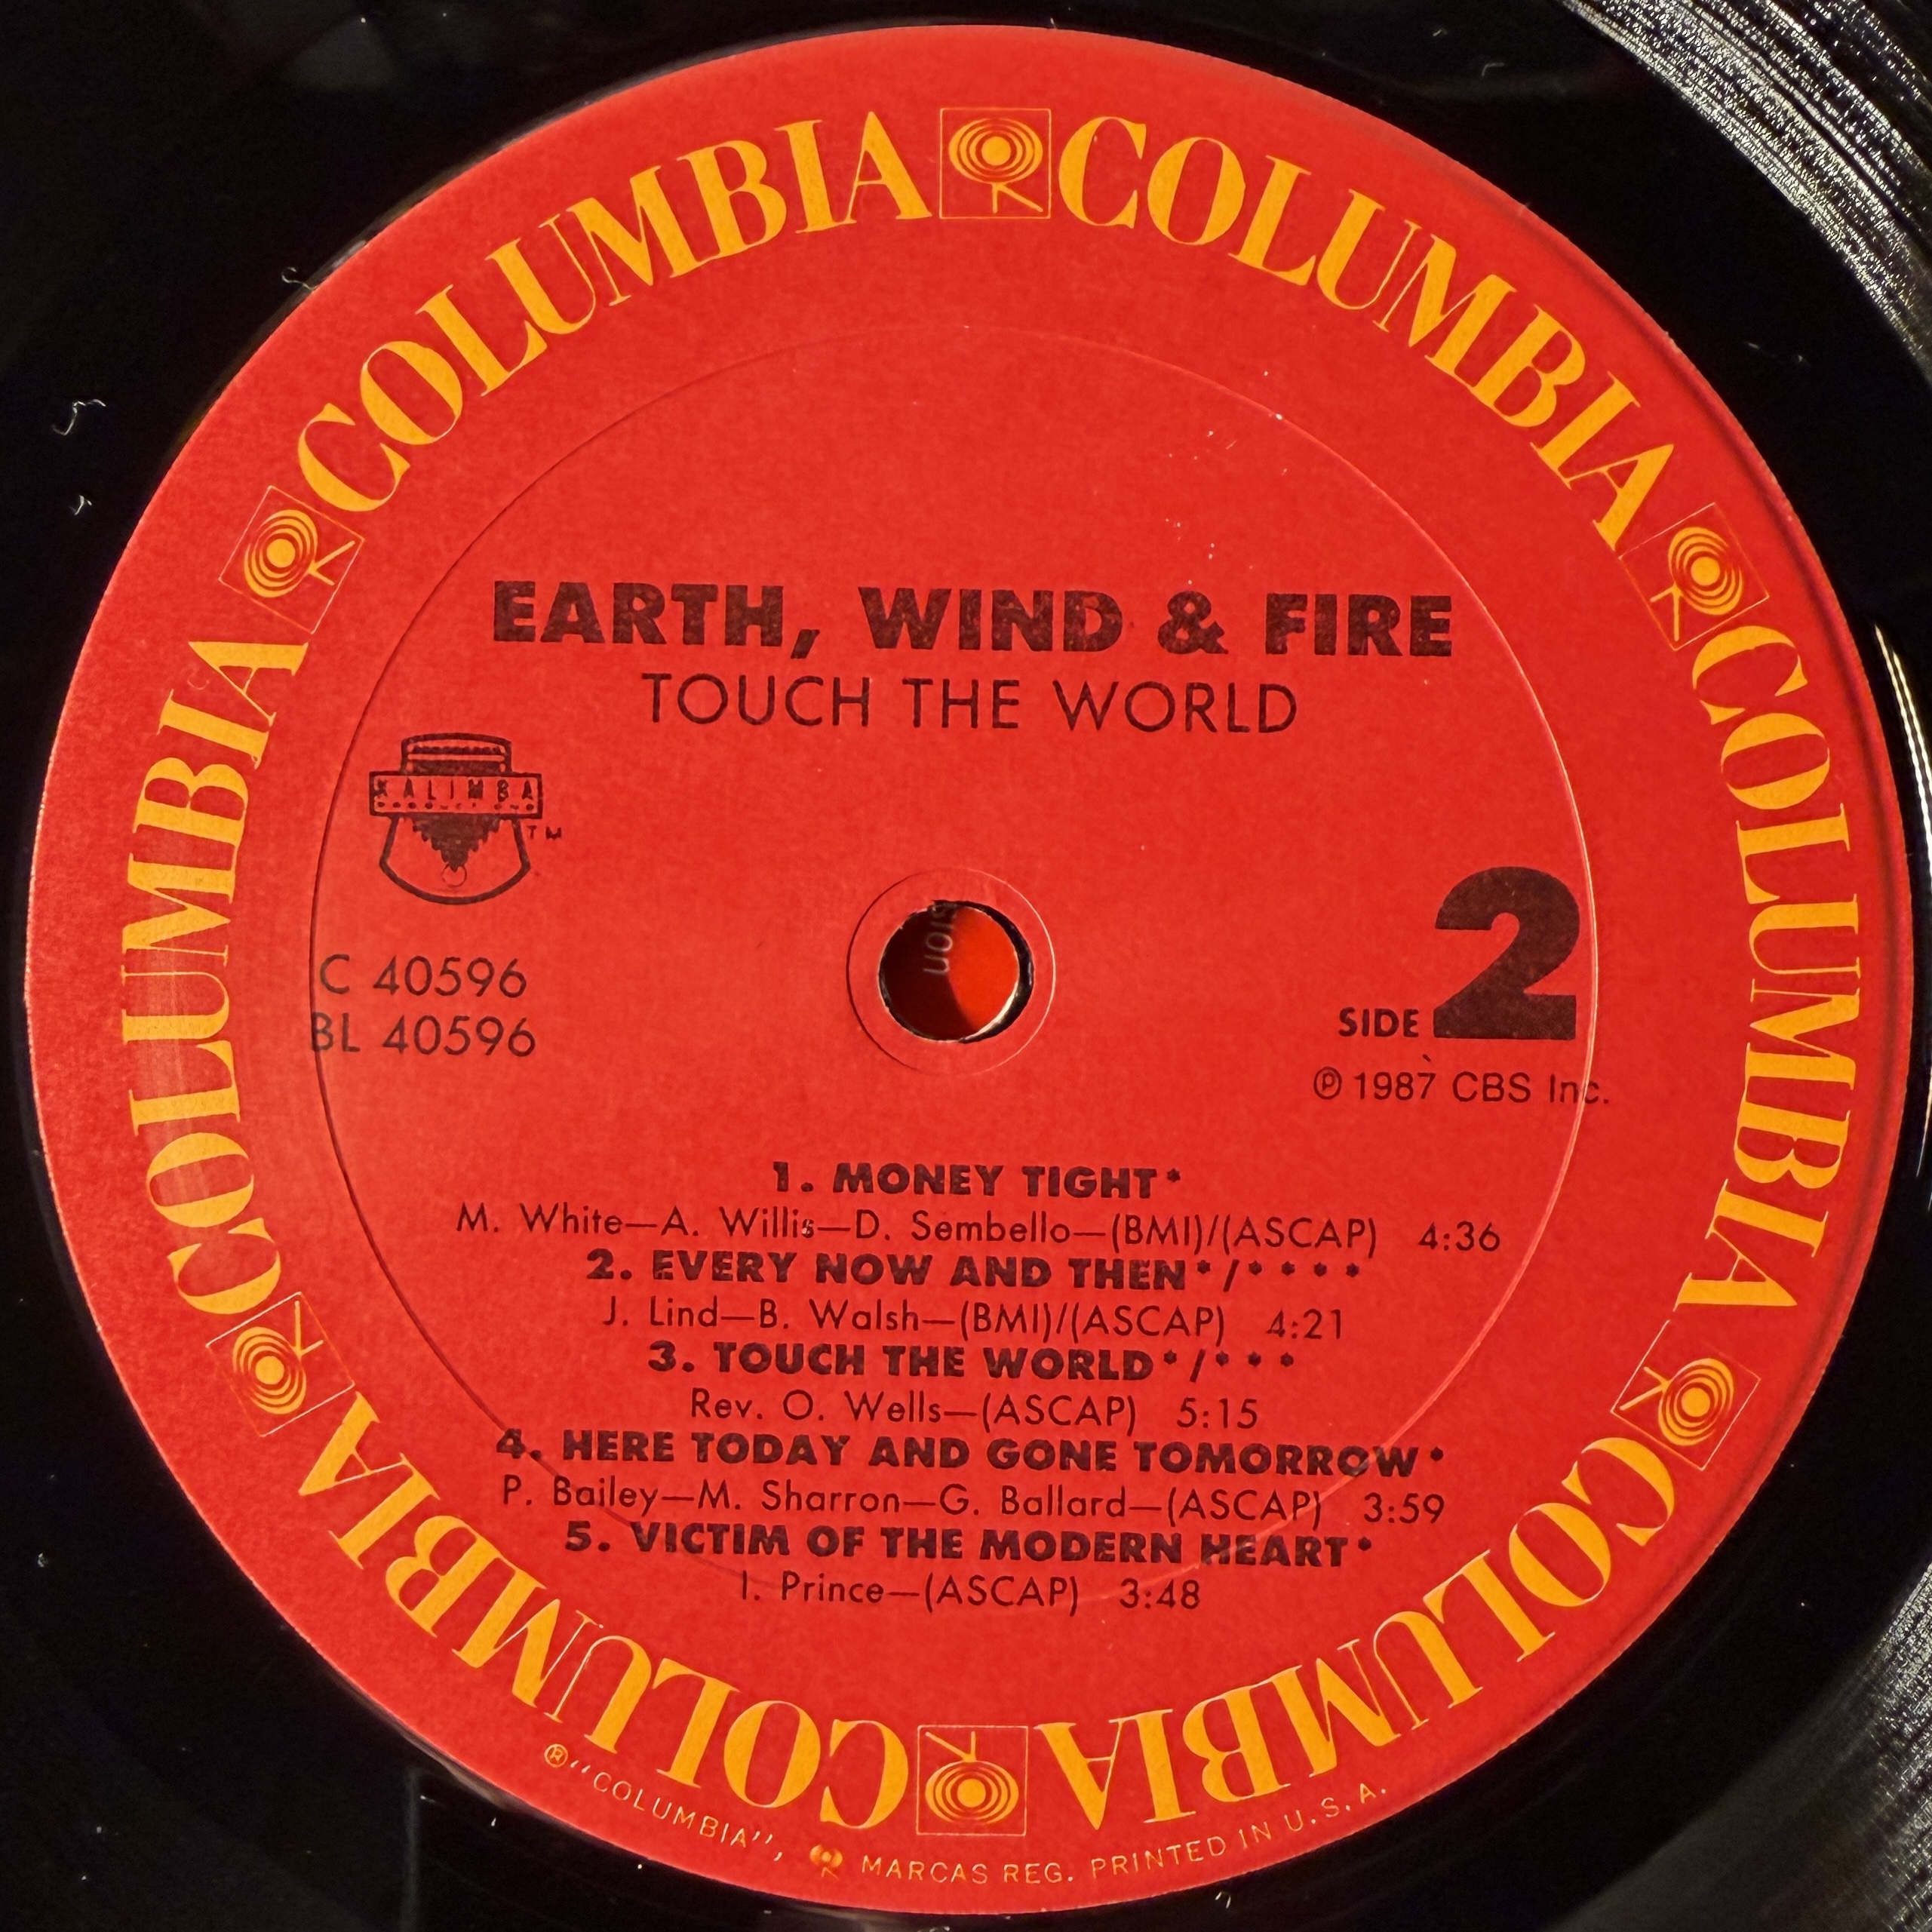 COLUMBIA COLUMBIA COLUMBIA COLUMBIA COLUMBIA COLUMBIA
EARTH, WIND & FIRE
TOUCH THE WORLD
KALIMBA
PRODUCTIONS
TM
C 40596
BL 40596
SIDE 2
℗ 1987 CBS Inc.
1. MONEY TIGHT*
M. White—A. Willis—D. Sembello—(BMI)/(ASCAP) 4:36
2. EVERY NOW AND THEN*/****
J. Lind—B. Walsh—(BMI)/(ASCAP) 4:21
3. TOUCH THE WORLD*/***
Rev. O. Wells—(ASCAP) 5:15
4. HERE TODAY AND GONE TOMORROW*
P. Bailey—M. Sharron—G. Ballard—(ASCAP) 3:59
5. VICTIM OF THE MODERN HEART*
I. Prince—(ASCAP) 3:48
®"COLUMBIA", MARCAS REG. PRINTED IN U.S.A.